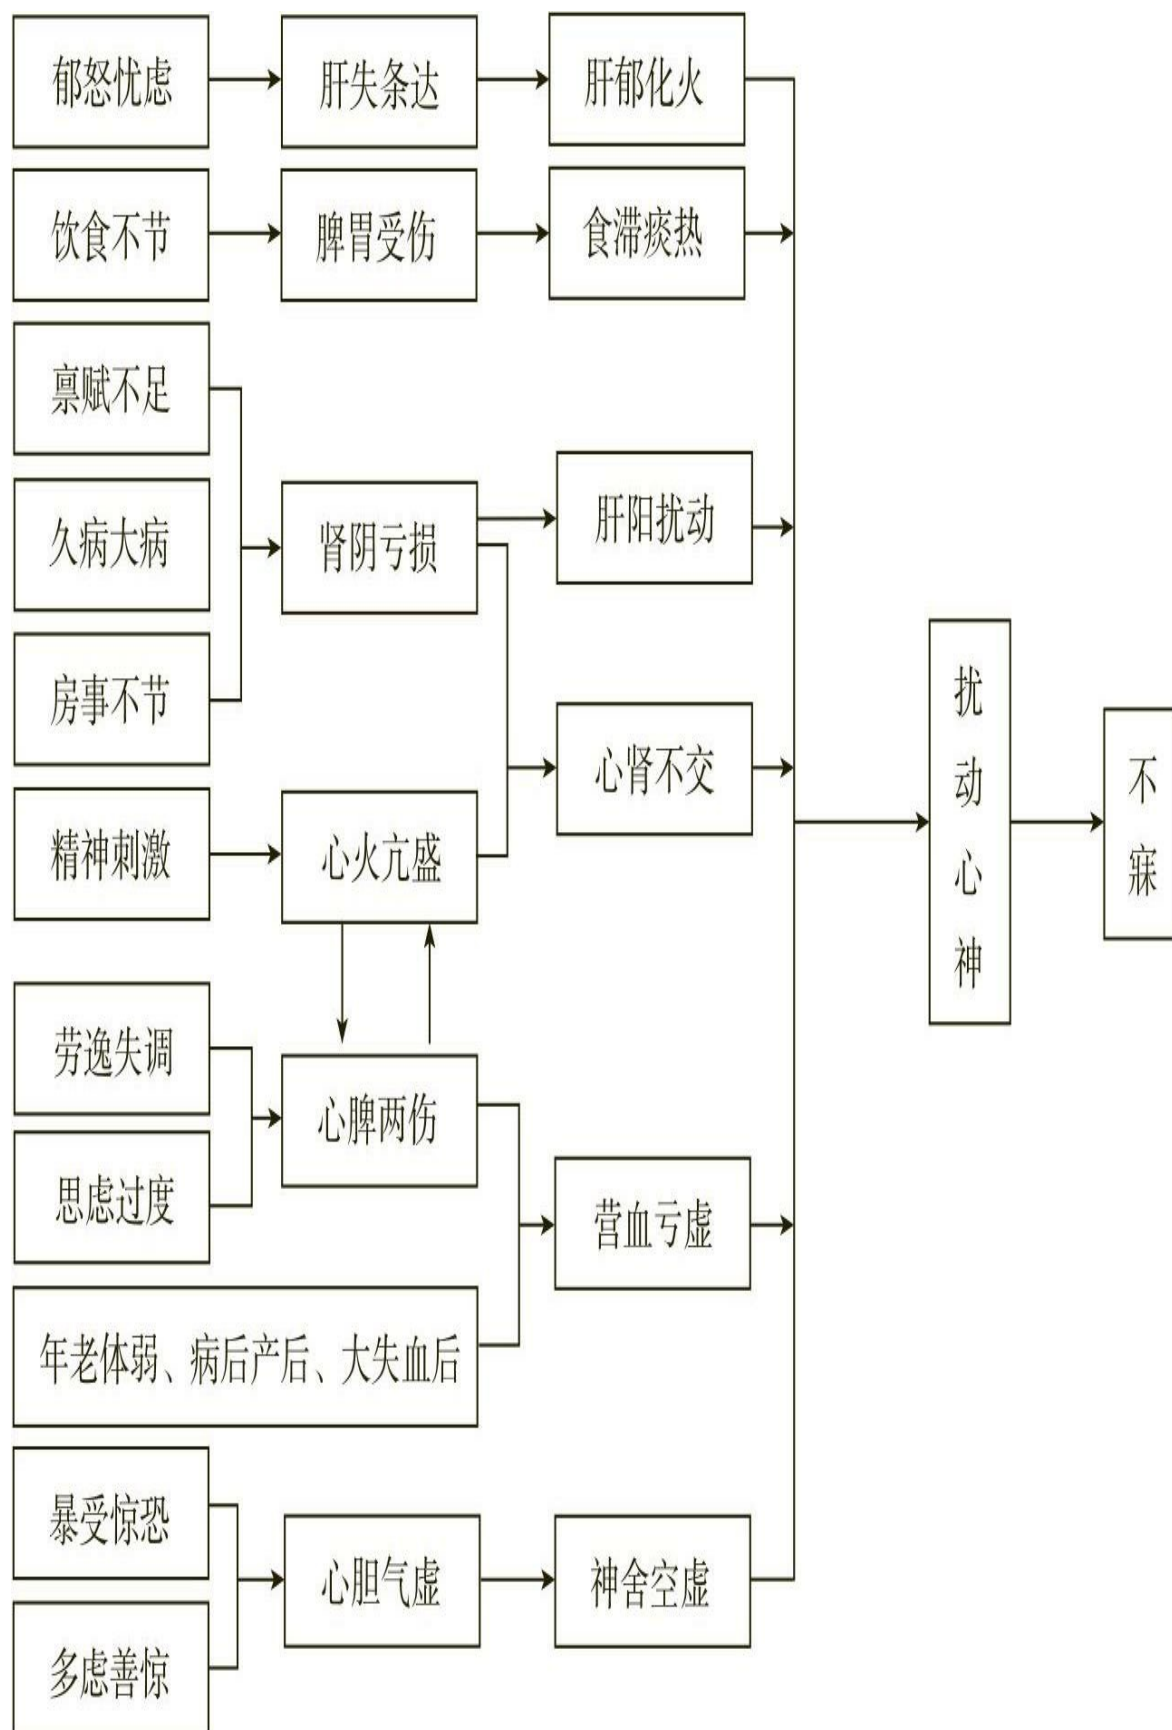 郁怒忧虑
肝失条达
肝郁化火
饮食不节
脾胃受伤
食滞痰热
禀赋不足
久病大病
房事不节
肾阴亏损
肝阳扰动
心肾不交
精神刺激
心火亢盛
扰动心神
不寐
劳逸失调
思虑过度
心脾两伤
营血亏虚
年老体弱、病后产后、大失血后
暴受惊恐
多虑善惊
心胆气虚
神舍空虚